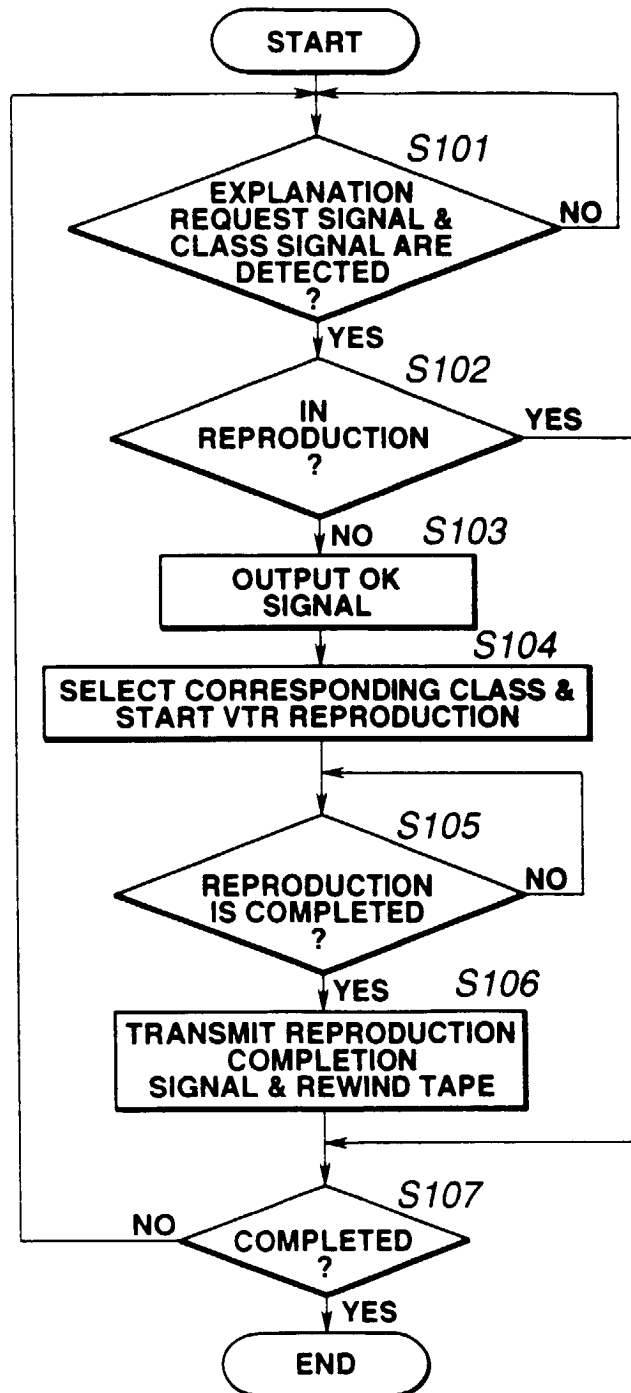 START
S101
EXPLANATION
REQUEST SIGNAL &
CLASS SIGNAL ARE
DETECTED
?
NO
YES
S102
IN
REPRODUCTION
?
YES
NO
S103
OUTPUT OK
SIGNAL
S104
SELECT CORRESPONDING CLASS &
START VTR REPRODUCTION
S105
REPRODUCTION
IS COMPLETED
?
NO
YES
S106
TRANSMIT REPRODUCTION
COMPLETION
SIGNAL & REWIND TAPE
S107
NO
COMPLETED
?
YES
END